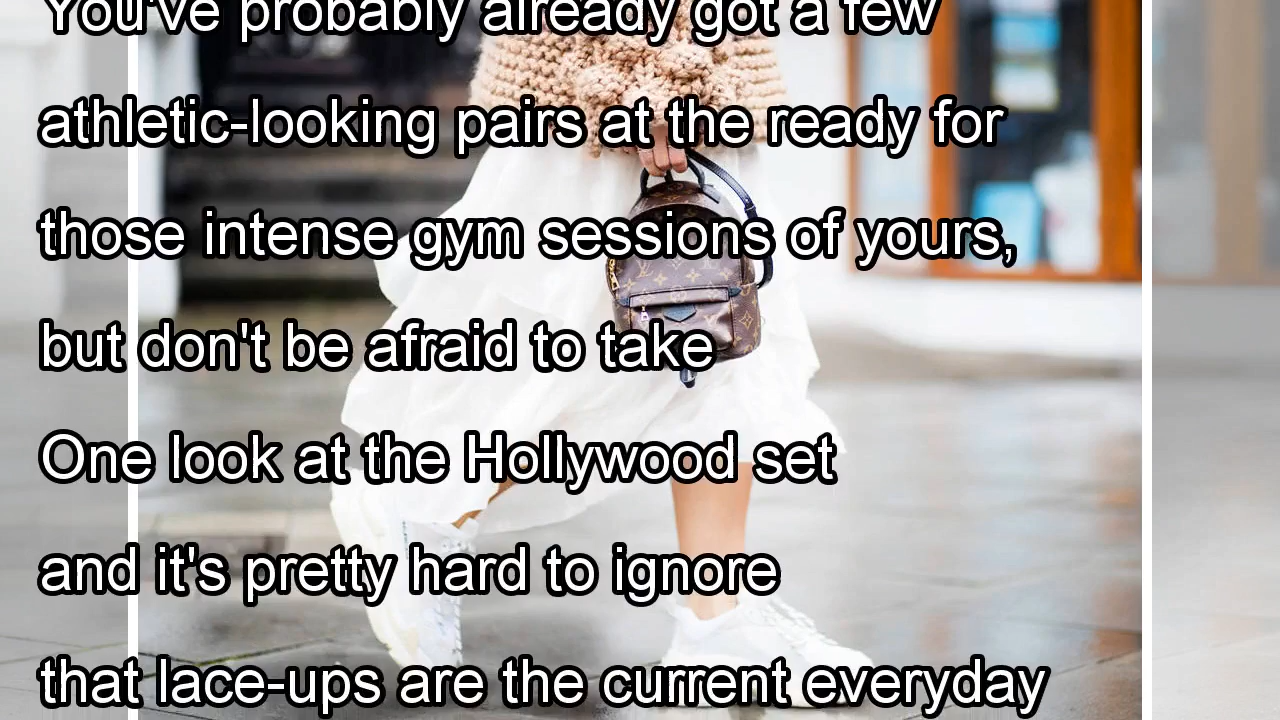 You've probably already got a few
athletic-looking pairs at the ready for
those intense gym sessions of yours,
but don't be afraid to take
One look at the Hollywood set
and it's pretty hard to ignore
that lace-ups are the current everyday